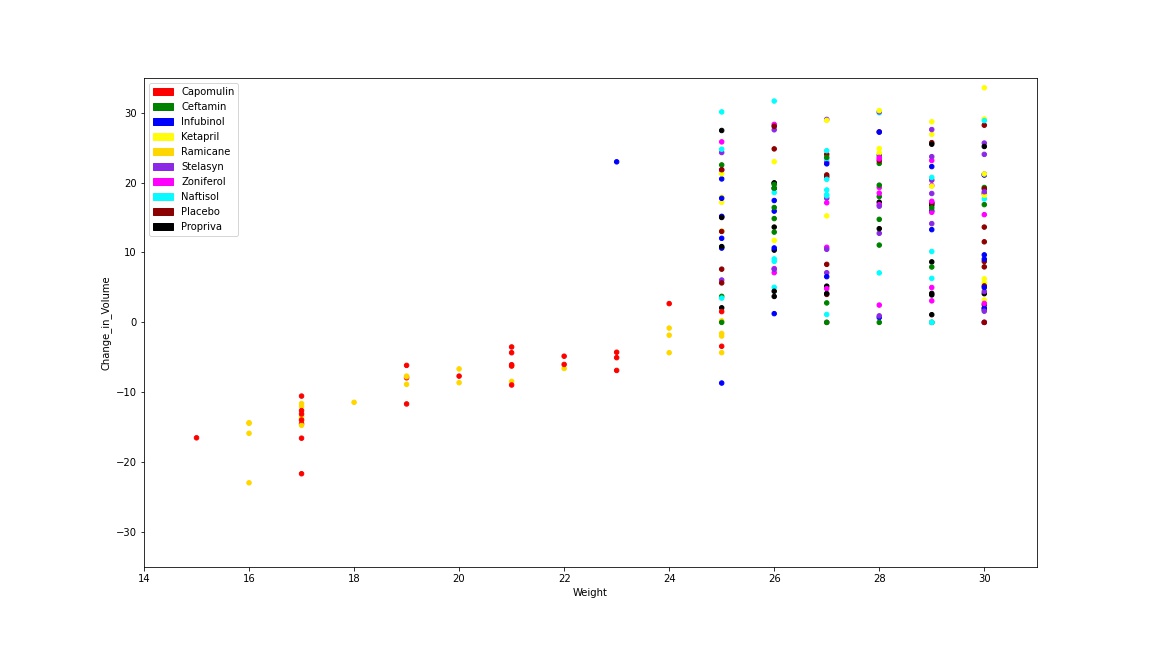 Capomulin
Ceftamin
Infubinol
Ketapril
Ramicane
Stelasyn
Zoniferol
Naftisol
Placebo
Propriva
30
20
10
0
−10
−20
−30
Change_in_Volume
14 16 18 20 22 24 26 28 30
Weight